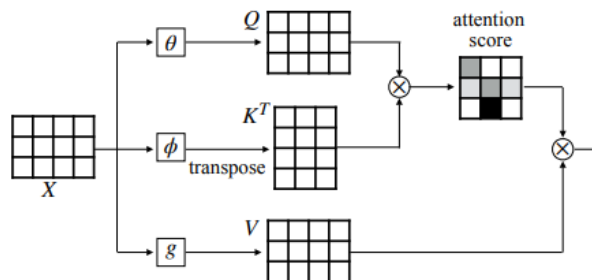 θ
Q
attention
score
ϕ
K^T
transpose
X
g
V